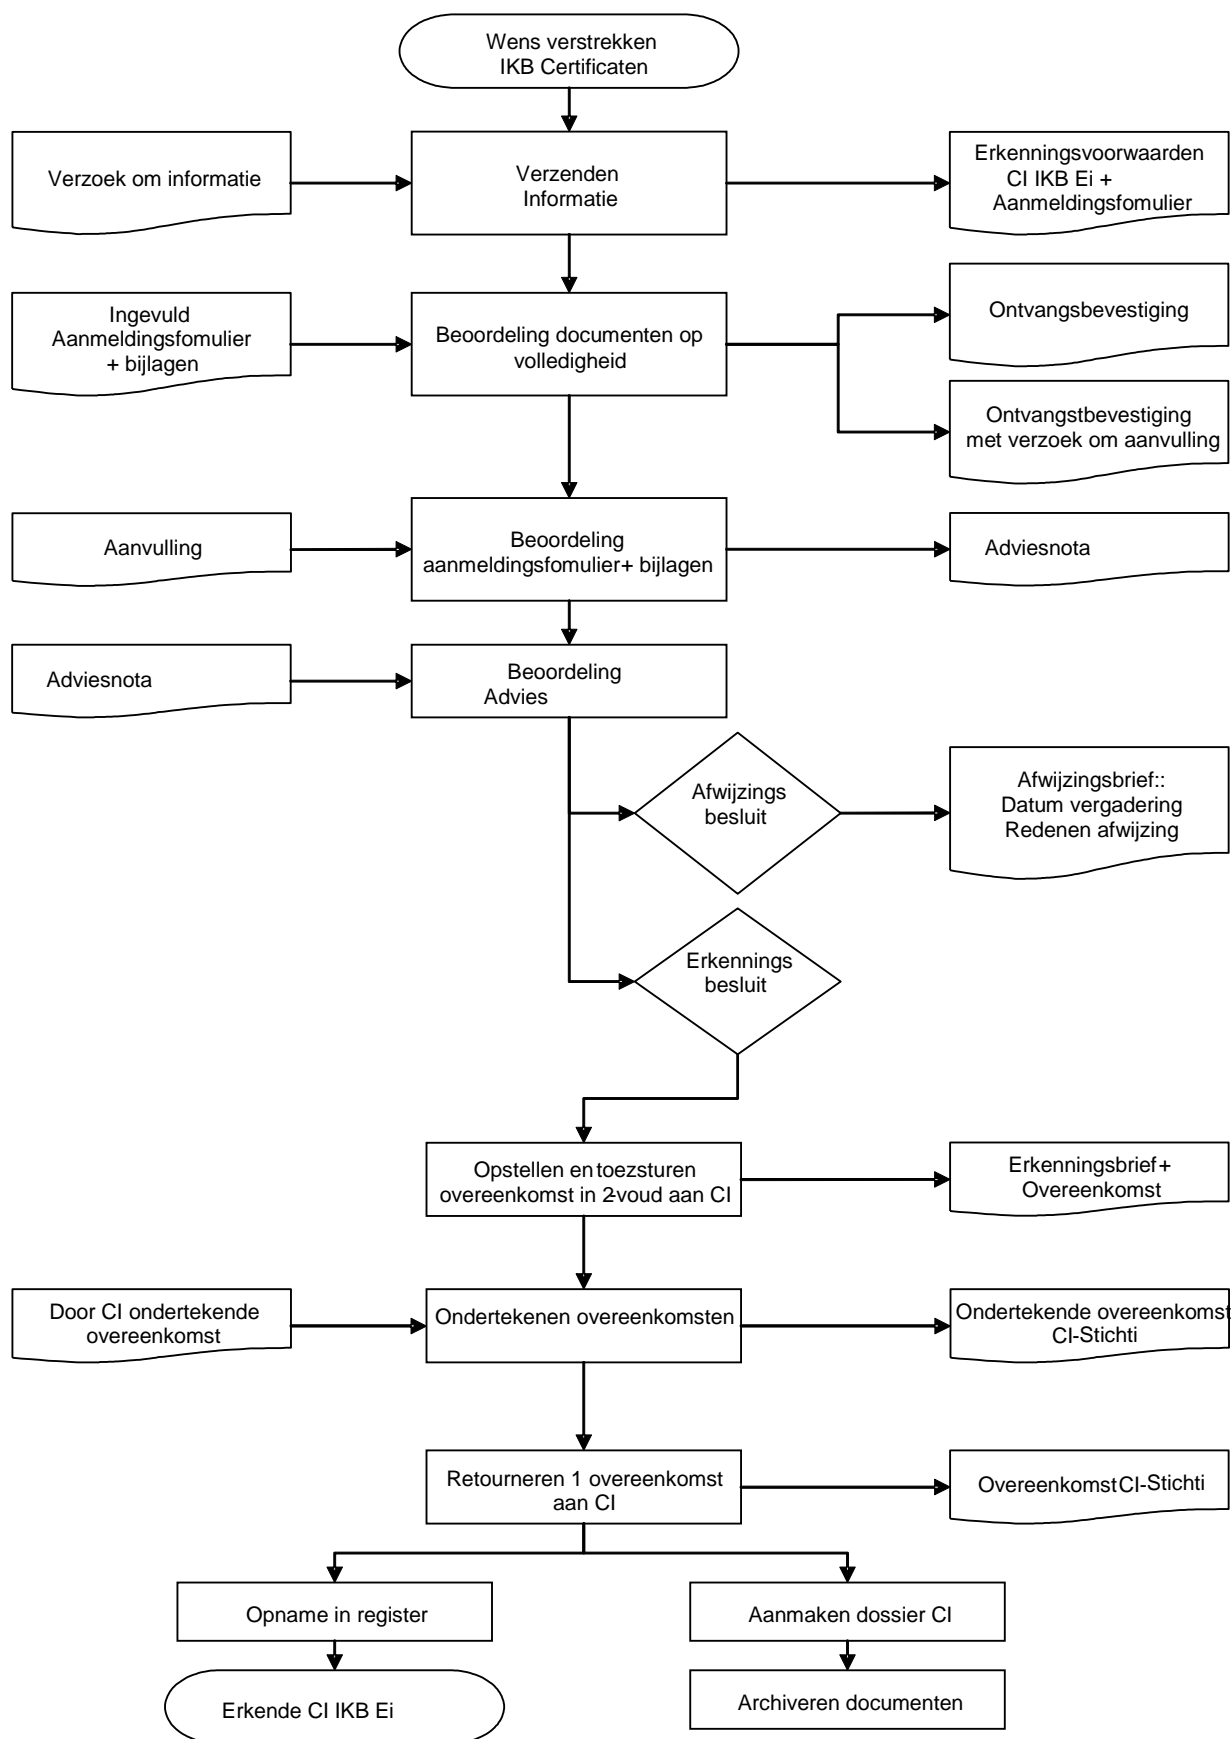 Wens verstrekken
IKB Certificaten
Verzoek om informatie
Verzenden
Informatie
Erkenningsvoorwaarden
CI IKB Ei +
Aanmeldingsfomulier
Ingevuld
Aanmeldingsfomulier
+ bijlagen
Beoordeling documenten op
volledigheid
Ontvangsbevestiging
Ontvangstbevestiging
met verzoek om aanvulling
Aanvulling
Beoordeling
aanmeldingsfomulier+ bijlagen
Adviesnota
Adviesnota
Beoordeling
Advies
Afwijzings
besluit
Afwijzingsbrief::
Datum vergadering
Redenen afwijzing
Erkennings
besluit
Opstellen en toezsturen
overeenkomst in 2-voud aan CI
Erkenningsbrief+
Overeenkomst
Door CI ondertekende
overeenkomst
Ondertekenen overeenkomsten
Ondertekende overeenkomst
CI-Stichti
Retourneren 1 overeenkomst
aan CI
Overeenkomst CI-Stichti
Opname in register
Aanmaken dossier CI
Erkende CI IKB Ei
Archiveren documenten